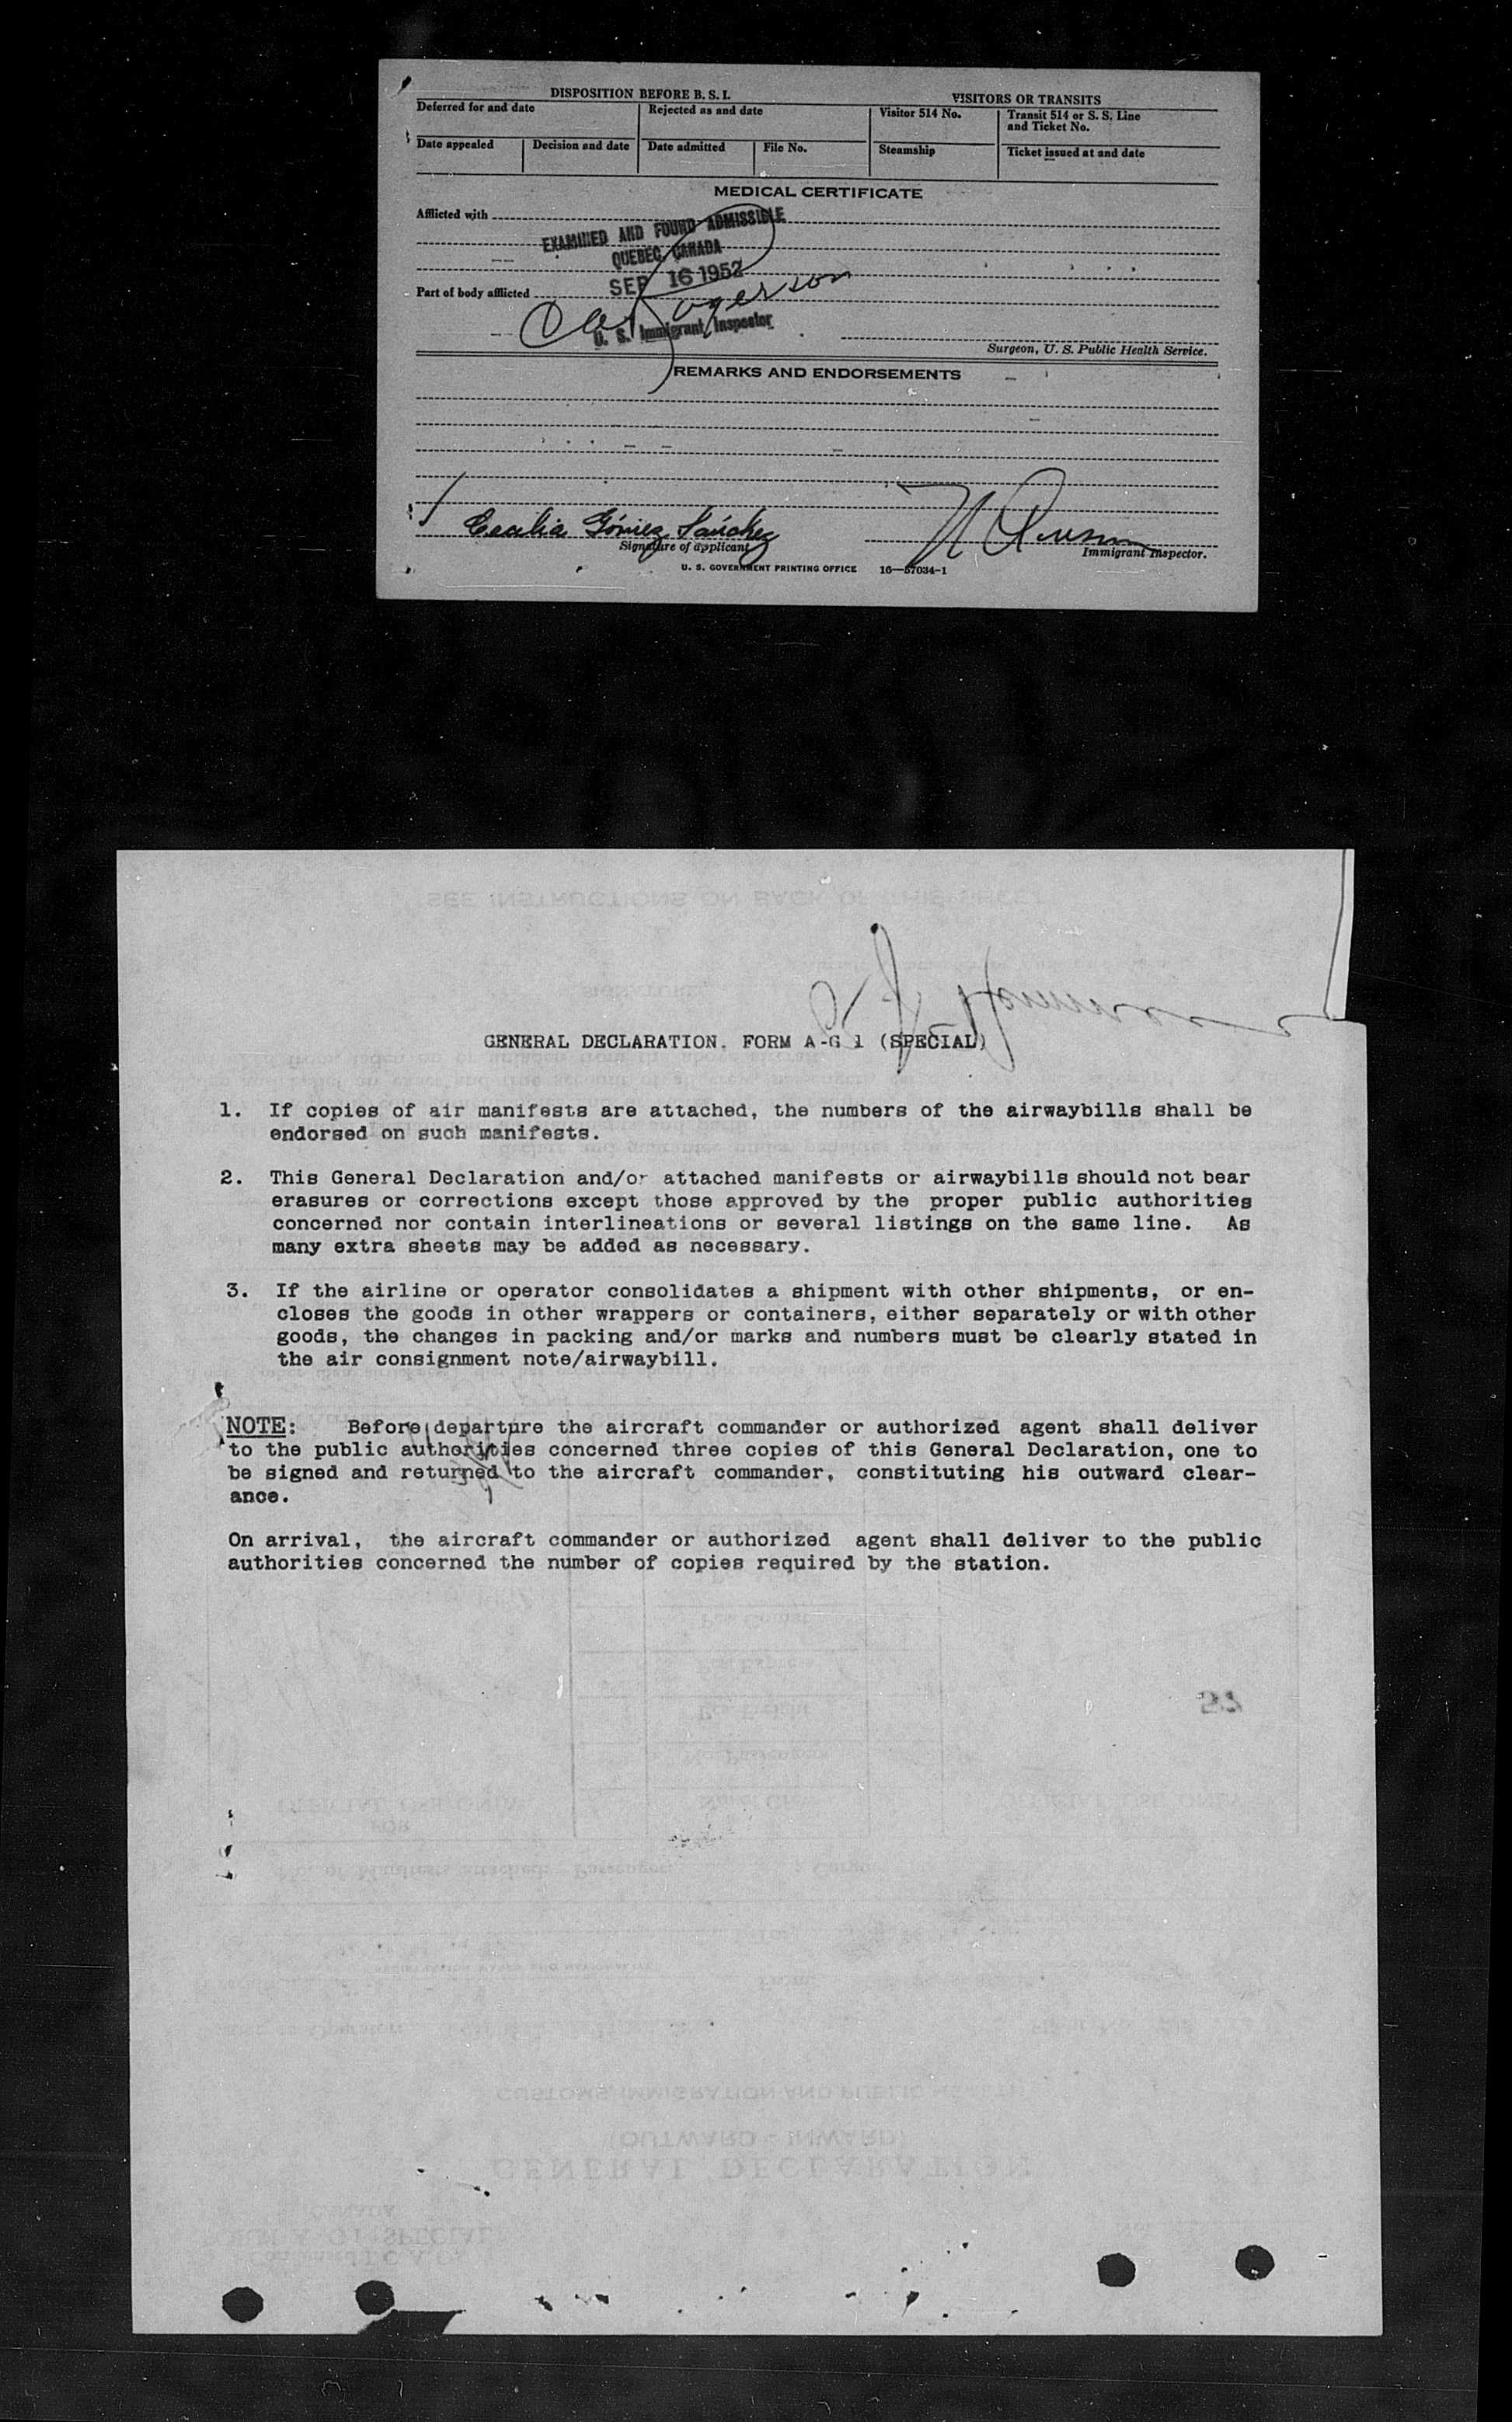 DISPOSITION BEFORE B. S. I.
VISITORS OR TRANSITS
Deferred for and date
Rejected as and date
Visitor 514 No.
Transit 514 or S. S. Line
and Ticket No.
Date appealed
Decision and date
Date admitted
File No.
Steamship
Ticket issued at and date
MEDICAL CERTIFICATE
Afflicted with
EXAMINED AND FOUND ADMISSIBLE
QUEBEC, CANADA
SEP 16 1952
Part of body afflicted
U. S. Immigrant Inspector
Surgeon, U. S. Public Health Service.
REMARKS AND ENDORSEMENTS
Cecilia Gómez Sánchez
Signature of applicant
Immigrant Inspector.
U. S. GOVERNMENT PRINTING OFFICE 16—57034-1
GENERAL DECLARATION. FORM A-G 1 (SPECIAL)
1. If copies of air manifests are attached, the numbers of the airwaybills shall be
endorsed on such manifests.
2. This General Declaration and/or attached manifests or airwaybills should not bear
erasures or corrections except those approved by the proper public authorities
concerned nor contain interlineations or several listings on the same line. As
many extra sheets may be added as necessary.
3. If the airline or operator consolidates a shipment with other shipments, or en-
closes the goods in other wrappers or containers, either separately or with other
goods, the changes in packing and/or marks and numbers must be clearly stated in
the air consignment note/airwaybill.
NOTE: Before departure the aircraft commander or authorized agent shall deliver
to the public authorities concerned three copies of this General Declaration, one to
be signed and returned to the aircraft commander, constituting his outward clear-
ance.
On arrival, the aircraft commander or authorized agent shall deliver to the public
authorities concerned the number of copies required by the station.